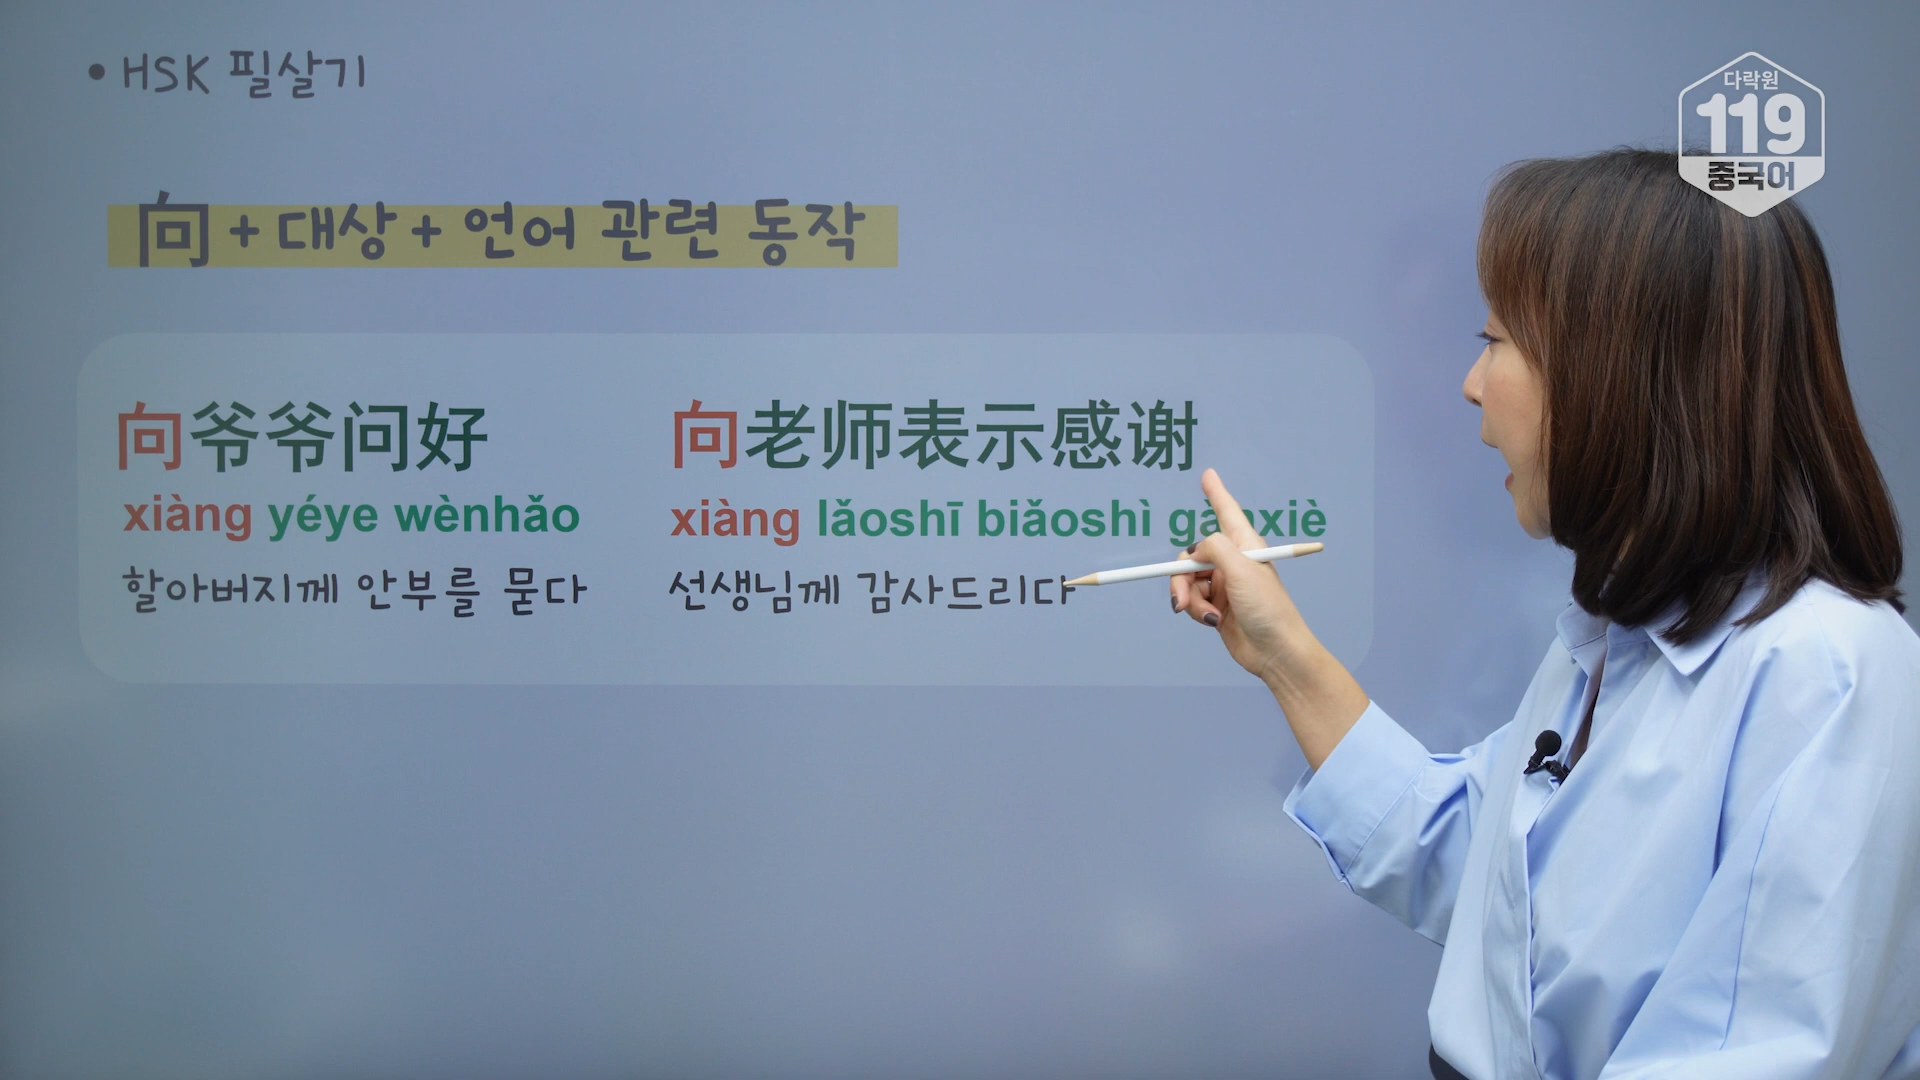 • HSK 필살기
다락원
119
중국어
向 + 대상 + 언어 관련 동작
向爷爷问好
xiàng yéye wènhǎo
할아버지께 안부를 묻다
向老师表示感谢
xiàng lǎoshī biǎoshì gǎnxiè
선생님께 감사드리다